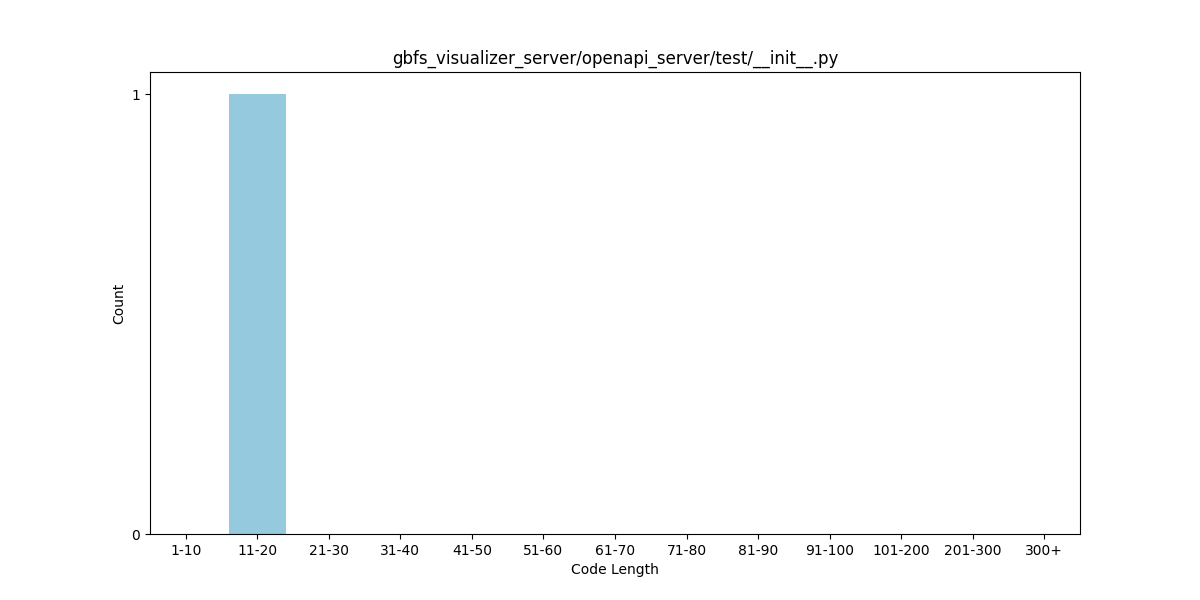 gbfs_visualizer_server/openapi_server/test/__init__.py
1
Count
0
1-10 11-20 21-30 31-40 41-50 51-60 61-70 71-80 81-90 91-100 101-200 201-300 300+
Code Length